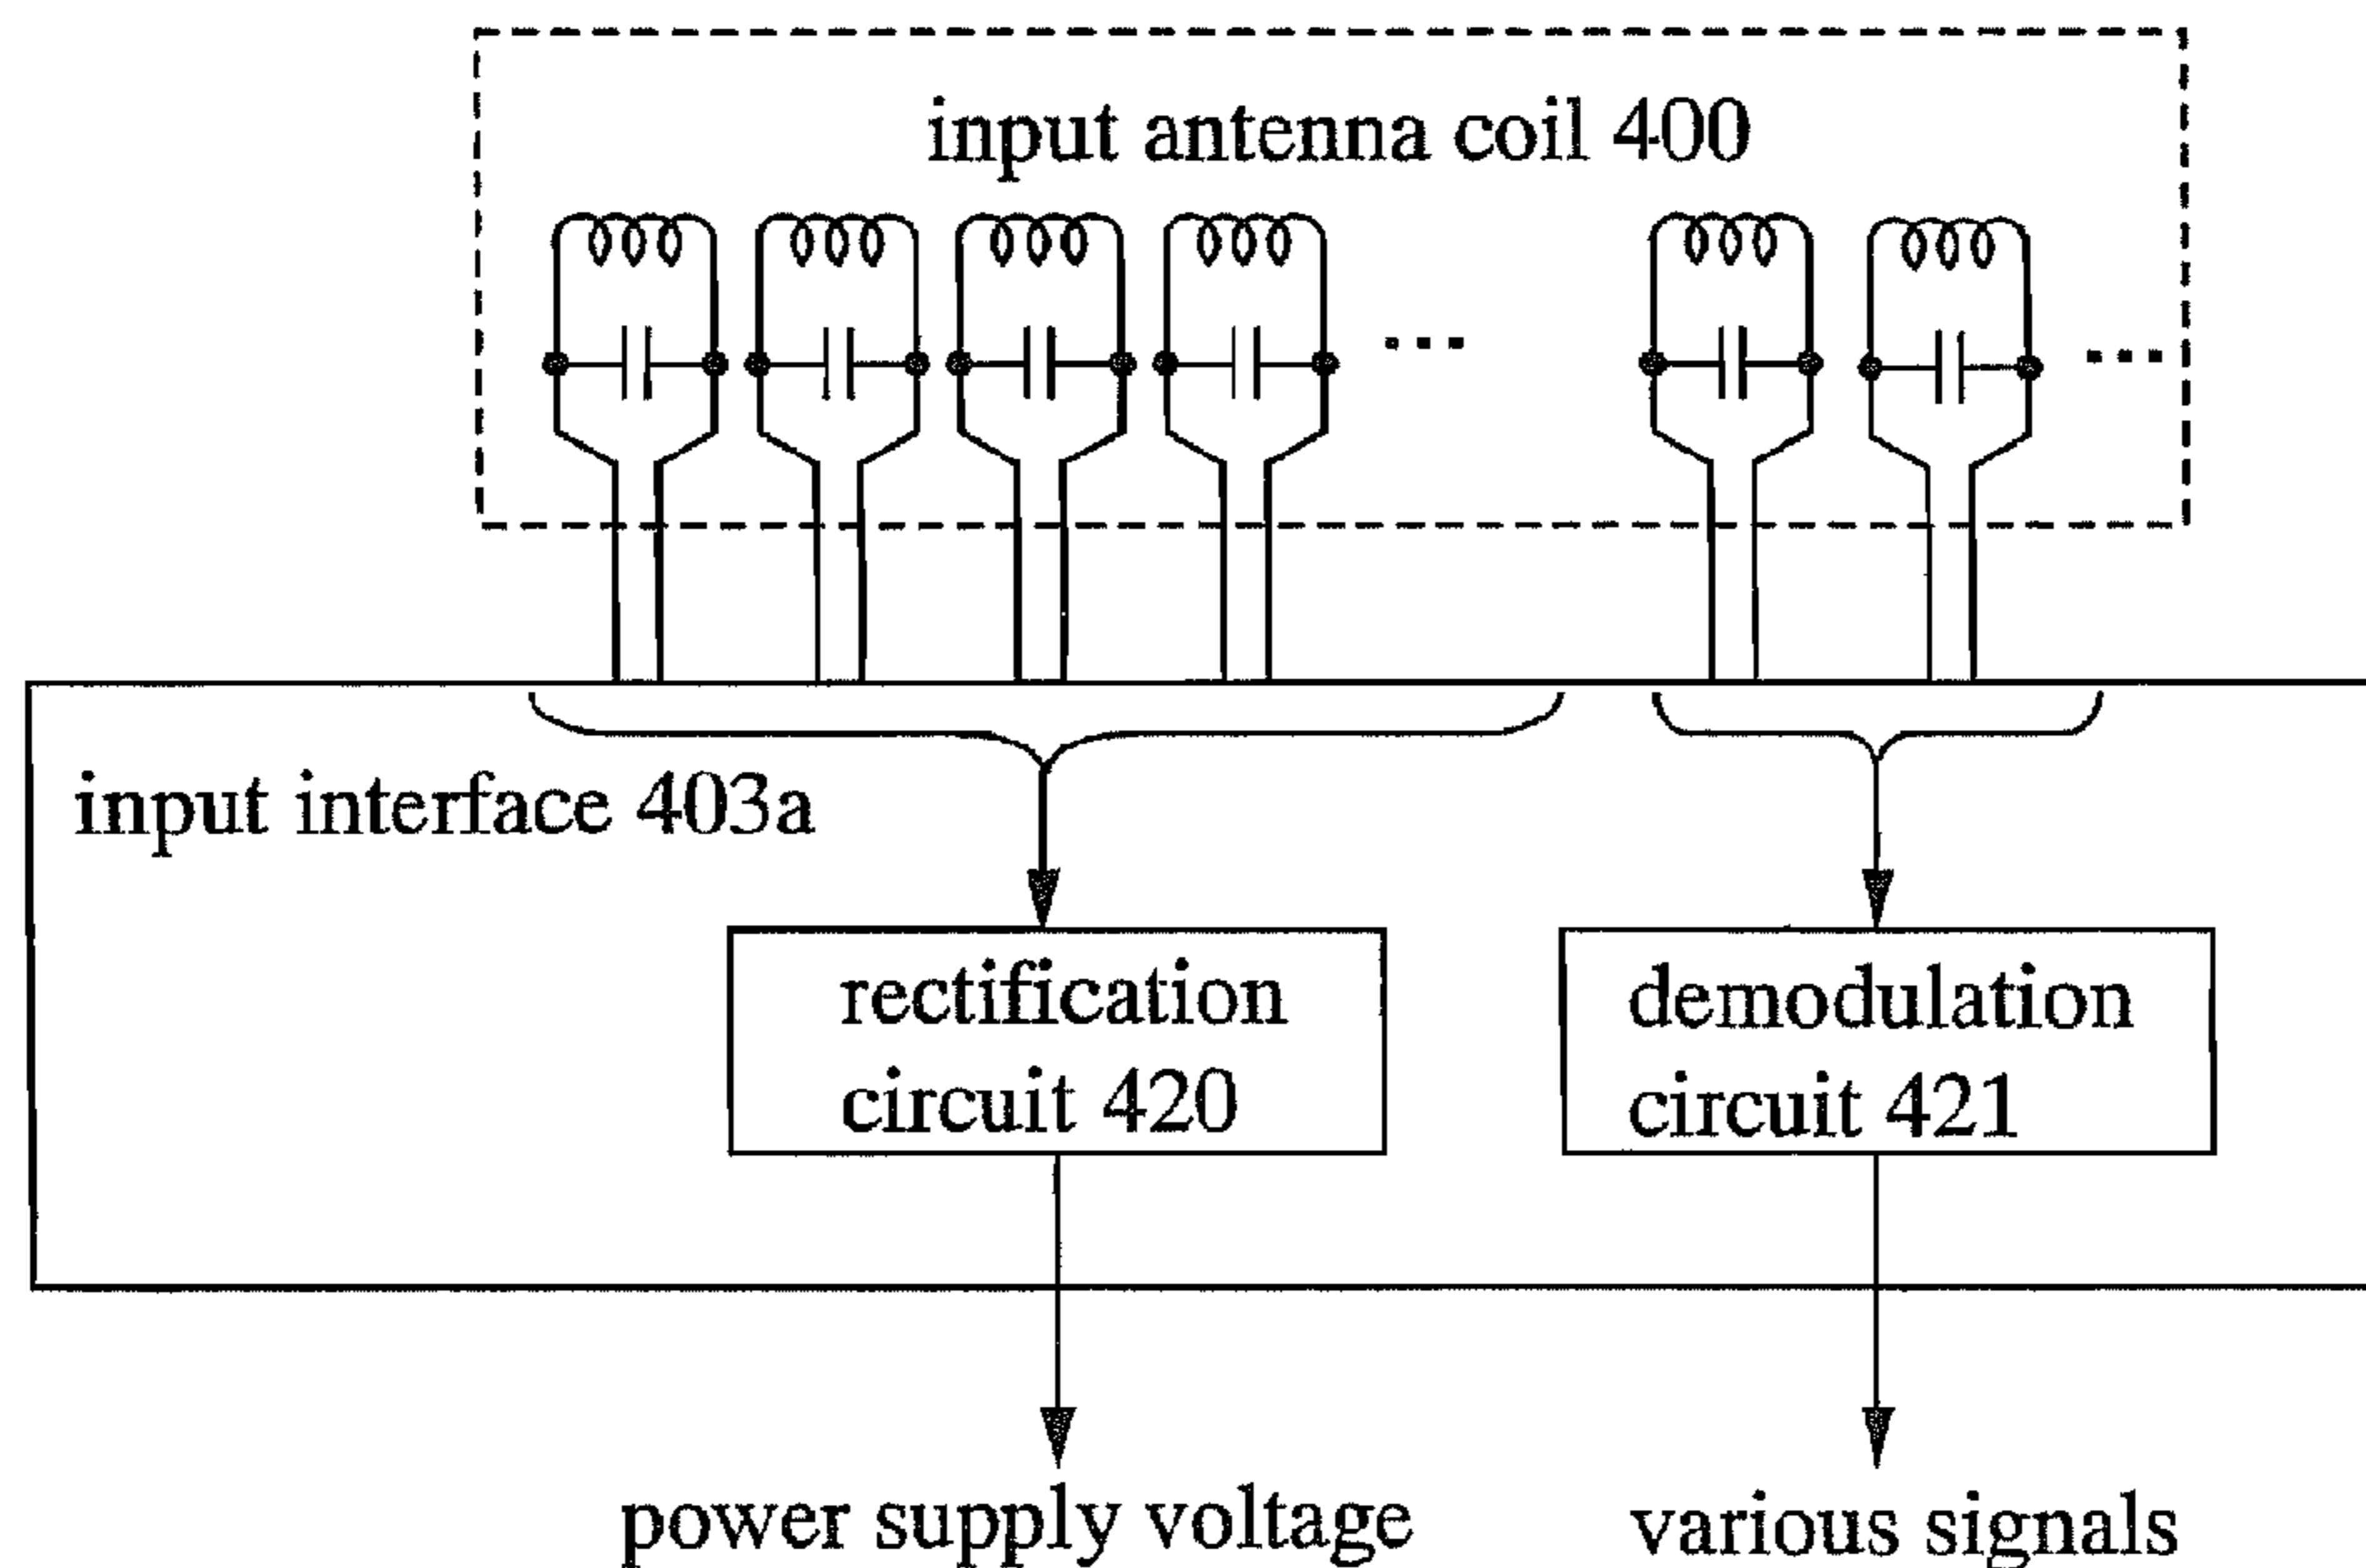 input antenna coil 400
input interface 403a
rectification
circuit 420
demodulation
circuit 421
power supply voltage
various signals